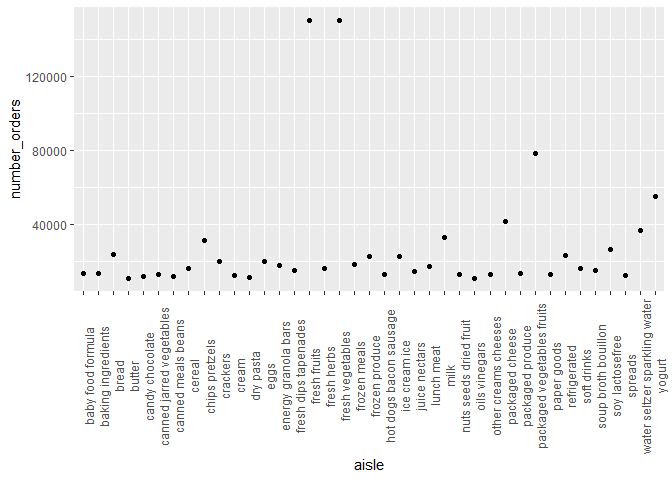 number_orders
120000
80000
40000
baby food formula
baking ingredients
bread
butter
candy chocolate
canned jarred vegetables
canned meals beans
cereal
chips pretzels
crackers
cream
dry pasta
eggs
energy granola bars
fresh dips tapenades
fresh fruits
fresh herbs
fresh vegetables
frozen meals
frozen produce
hot dogs bacon sausage
ice cream ice
juice nectars
lunch meat
milk
nuts seeds dried fruit
oils vinegars
other creams cheeses
packaged cheese
packaged produce
packaged vegetables fruits
paper goods
refrigerated
soft drinks
soup broth bouillon
soy lactosefree
spreads
water seltzer sparkling water
yogurt
aisle